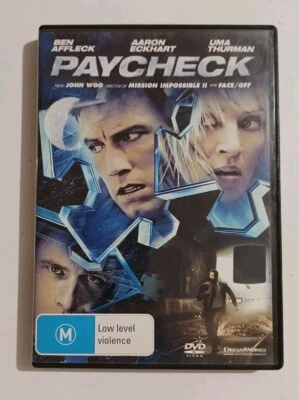 BEN AFFLECK
AARON ECKHART
UMA THURMAN
PAYCHECK
FROM JOHN WOO DIRECTOR OF MISSION IMPOSSIBLE II AND FACE/OFF
M
Low level
violence
DVD
VIDEO
DREAMWORKS